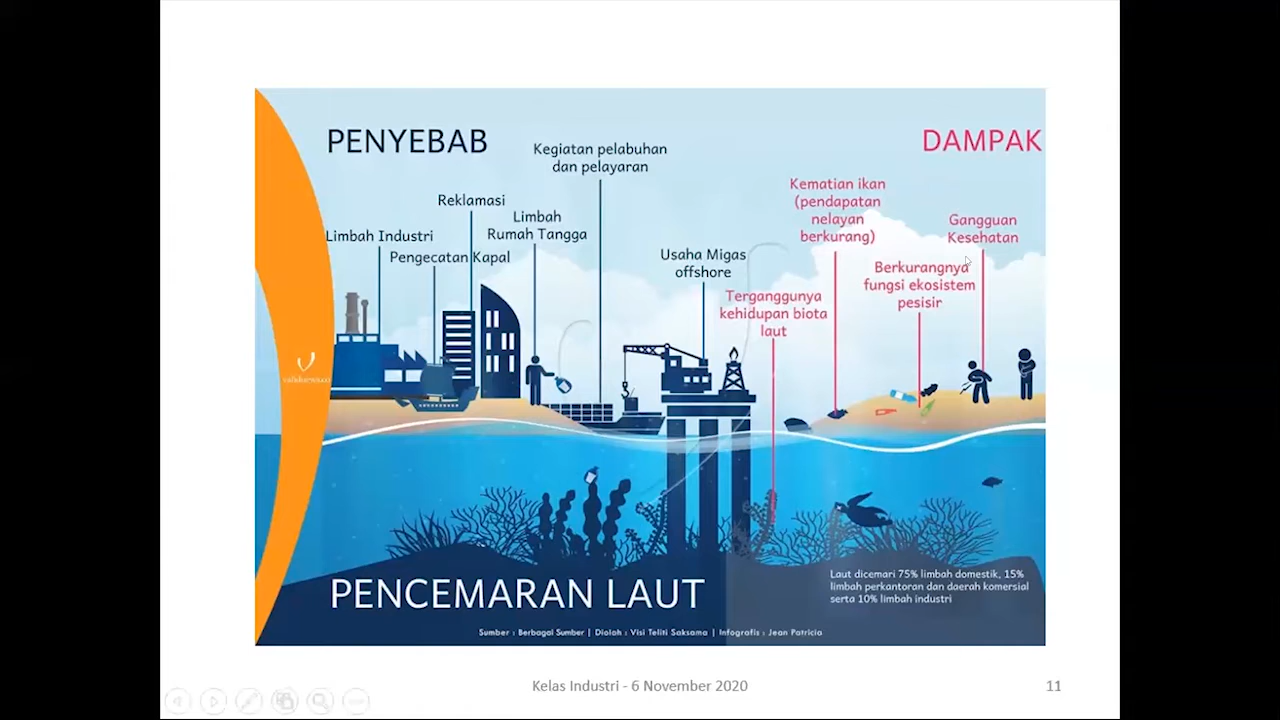 PENYEBAB
DAMPAK
Kegiatan pelabuhan
dan pelayaran
Reklamasi
Limbah
Rumah Tangga
Limbah Industri
Pengecatan Kapal
Usaha Migas
offshore
Kematian ikan
(pendapatan
nelayan
berkurang)
Gangguan
Kesehatan
Berkurangnya
fungsi ekosistem
pesisir
Terganggunya
kehidupan biota
laut
PENCEMARAN LAUT
Laut dicemari 75% limbah domestik, 15%
limbah perkantoran dan daerah komersial
serta 10% limbah industri
Sumber : Berbagai Sumber | Diolah : Visi Teliti Saksama | Infografis : Jean Patricia
Kelas Industri - 6 November 2020
11